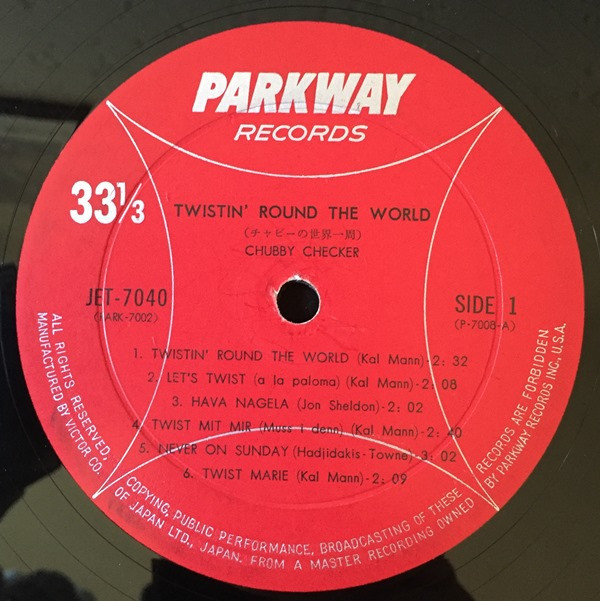 PARKWAY
RECORDS
33 1/3
TWISTIN' ROUND THE WORLD
(チャビーの世界一周)
CHUBBY CHECKER
JET-7040
(PARK-7002)
SIDE 1
(P-7008-A)
1. TWISTIN' ROUND THE WORLD (Kal Mann)-2: 32
2. LET'S TWIST (a la paloma) (Kal Mann)-2: 08
3. HAVA NAGELA (Jon Sheldon)-2: 02
4. TWIST MIT MIR (Muss i denn) (Kal Mann)-2: 40
5. NEVER ON SUNDAY (Hadjidakis-Towne)-3: 02
6. TWIST MARIE (Kal Mann)-2: 09
ALL RIGHTS RESERVED,
MANUFACTURED BY VICTOR CO.
COPYING, PUBLIC PERFORMANCE, BROADCASTING OF THESE
OF JAPAN LTD., JAPAN. FROM A MASTER RECORDING OWNED
RECORDS ARE FORBIDDEN
BY PARKWAY RECORDS INC., U.S.A.